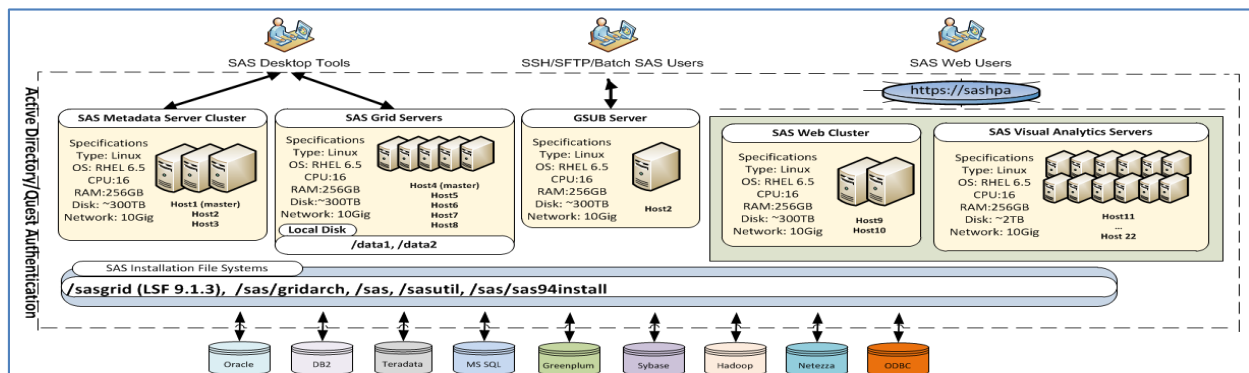 SAS Desktop Tools
SSH/SFTP/Batch SAS Users
SAS Web Users
Active Directory/Quest Authentication
https://sashpa
SAS Metadata Server Cluster
Specifications
Type: Linux
OS: RHEL 6.5
CPU:16
RAM:256GB
Disk: ~300TB
Network: 10Gig
Host1 (master)
Host2
Host3
SAS Grid Servers
Specifications
Type: Linux
OS: RHEL 6.5
CPU:16
RAM:256GB
Disk:~300TB
Network: 10Gig
Host4 (master)
Host5
Host6
Host7
Host8
Local Disk
/data1, /data2
GSUB Server
Specifications
Type: Linux
OS: RHEL 6.5
CPU:16
RAM:256GB
Disk: ~300TB
Network: 10Gig
Host2
SAS Web Cluster
Specifications
Type: Linux
OS: RHEL 6.5
CPU:16
RAM:256GB
Disk: ~300TB
Network: 10Gig
Host9
Host10
SAS Visual Analytics Servers
Specifications
Type: Linux
OS: RHEL 6.5
CPU:16
RAM:256GB
Disk: ~2TB
Network: 10Gig
Host11
...
Host 22
SAS Installation File Systems
/sasgrid (LSF 9.1.3), /sas/gridarch, /sas, /sasutil, /sas/sas94install
Oracle
DB2
Teradata
MS SQL
Greenplum
Sybase
Hadoop
Netezza
ODBC